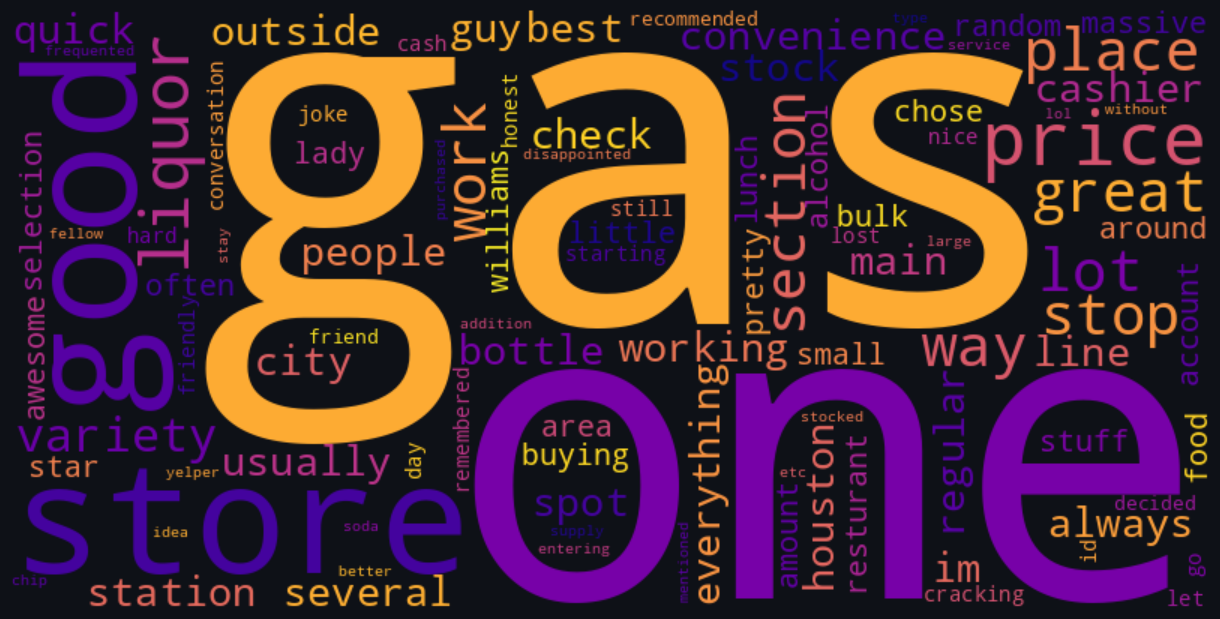 quick
frequented
outside
cash
guy
best
recommended
convenience
type
service
random
massive
place
stock
cashier
without
lol
good
liquor
conversation
gas
joke
lady
work
honest
check
disappointed
purchased
williams
lunch
section
alcohol
chose
nice
price
great
around
selection
fellow
hard
stay
people
still
little
starting
bulk
lost
large
main
often
friendly
pretty
lot
stop
account
awesome
friend
city
addition
bottle
working
small
way
line
variety
star
yelper
usually
day
remembered
area
buying
everything
stocked
houston
resturant
regular
stuff
food
store
idea
soda
spot
supply
entering
one
etc
amount
decided
always
id
chip
station
better
several
mentioned
im
cracking
go
let